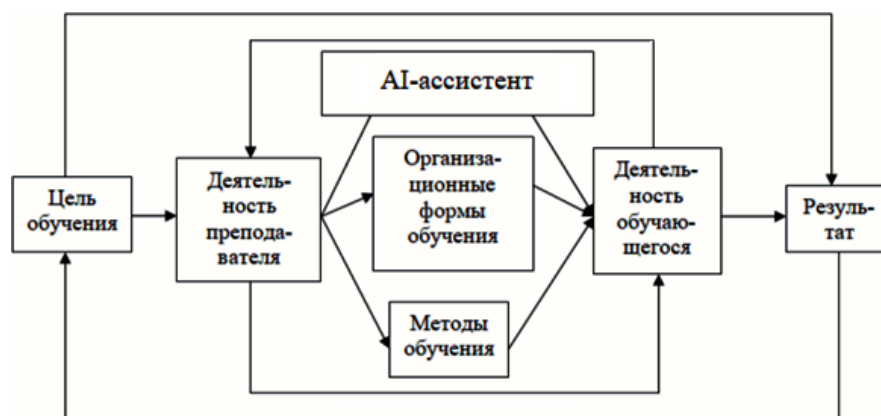 AI-ассистент
Цель
обучения
Деятель-
ность
препода-
вателя
Организа-
ционные
формы
обучения
Методы
обучения
Деятель-
ность
обучаю-
щегося
Резуль-
тат